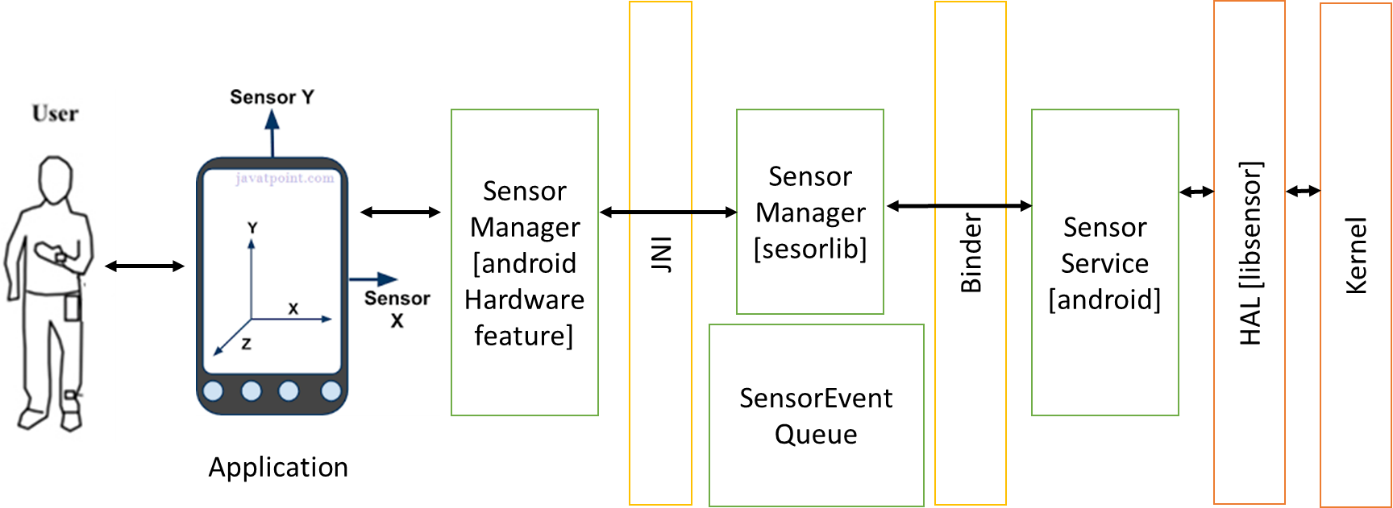 User
Sensor Y
javatpoint.com
Y
X
Z
Sensor
X
Application
Sensor
Manager
[android
Hardware
feature]
JNI
Sensor
Manager
[sesorlib]
SensorEvent
Queue
Binder
Sensor
Service
[android]
HAL [libsensor]
Kernel